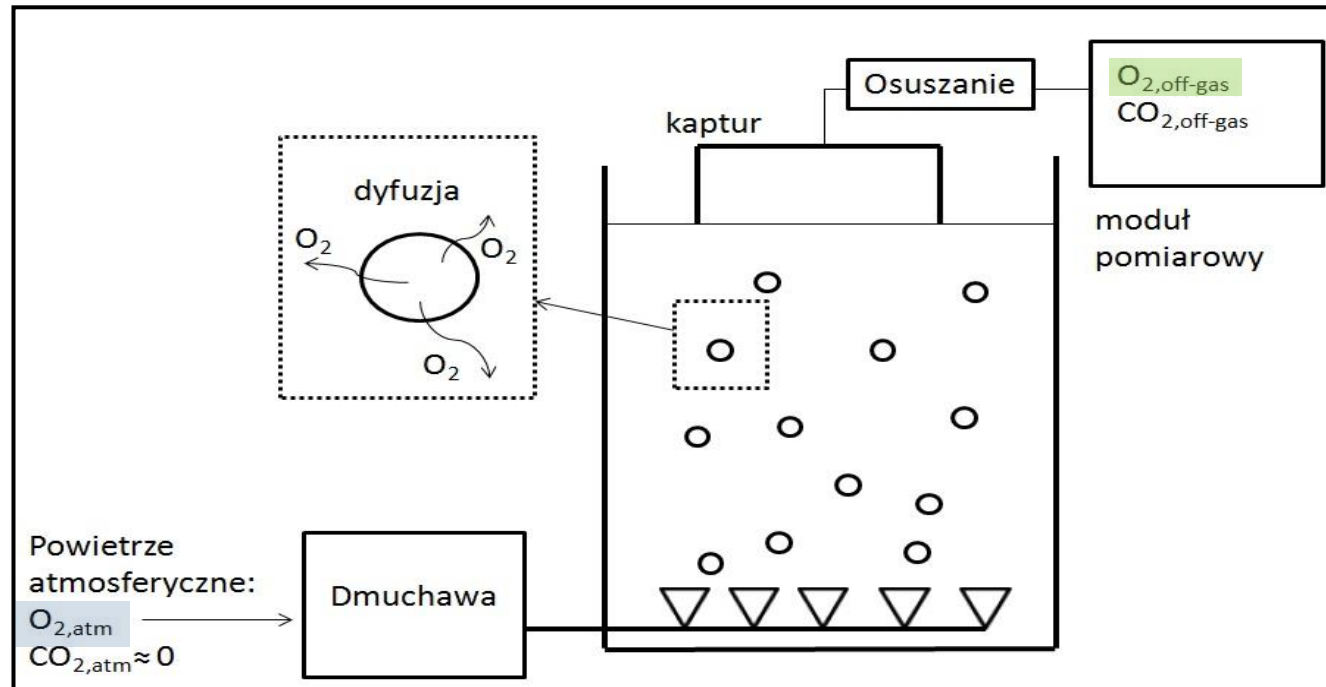 Osuszanie
O2,off-gas
CO2,off-gas
kaptur
moduł
pomiarowy
dyfuzja
O2
O2
O2
Powietrze
atmosferyczne:
O2,atm
CO2,atm≈ 0
Dmuchawa